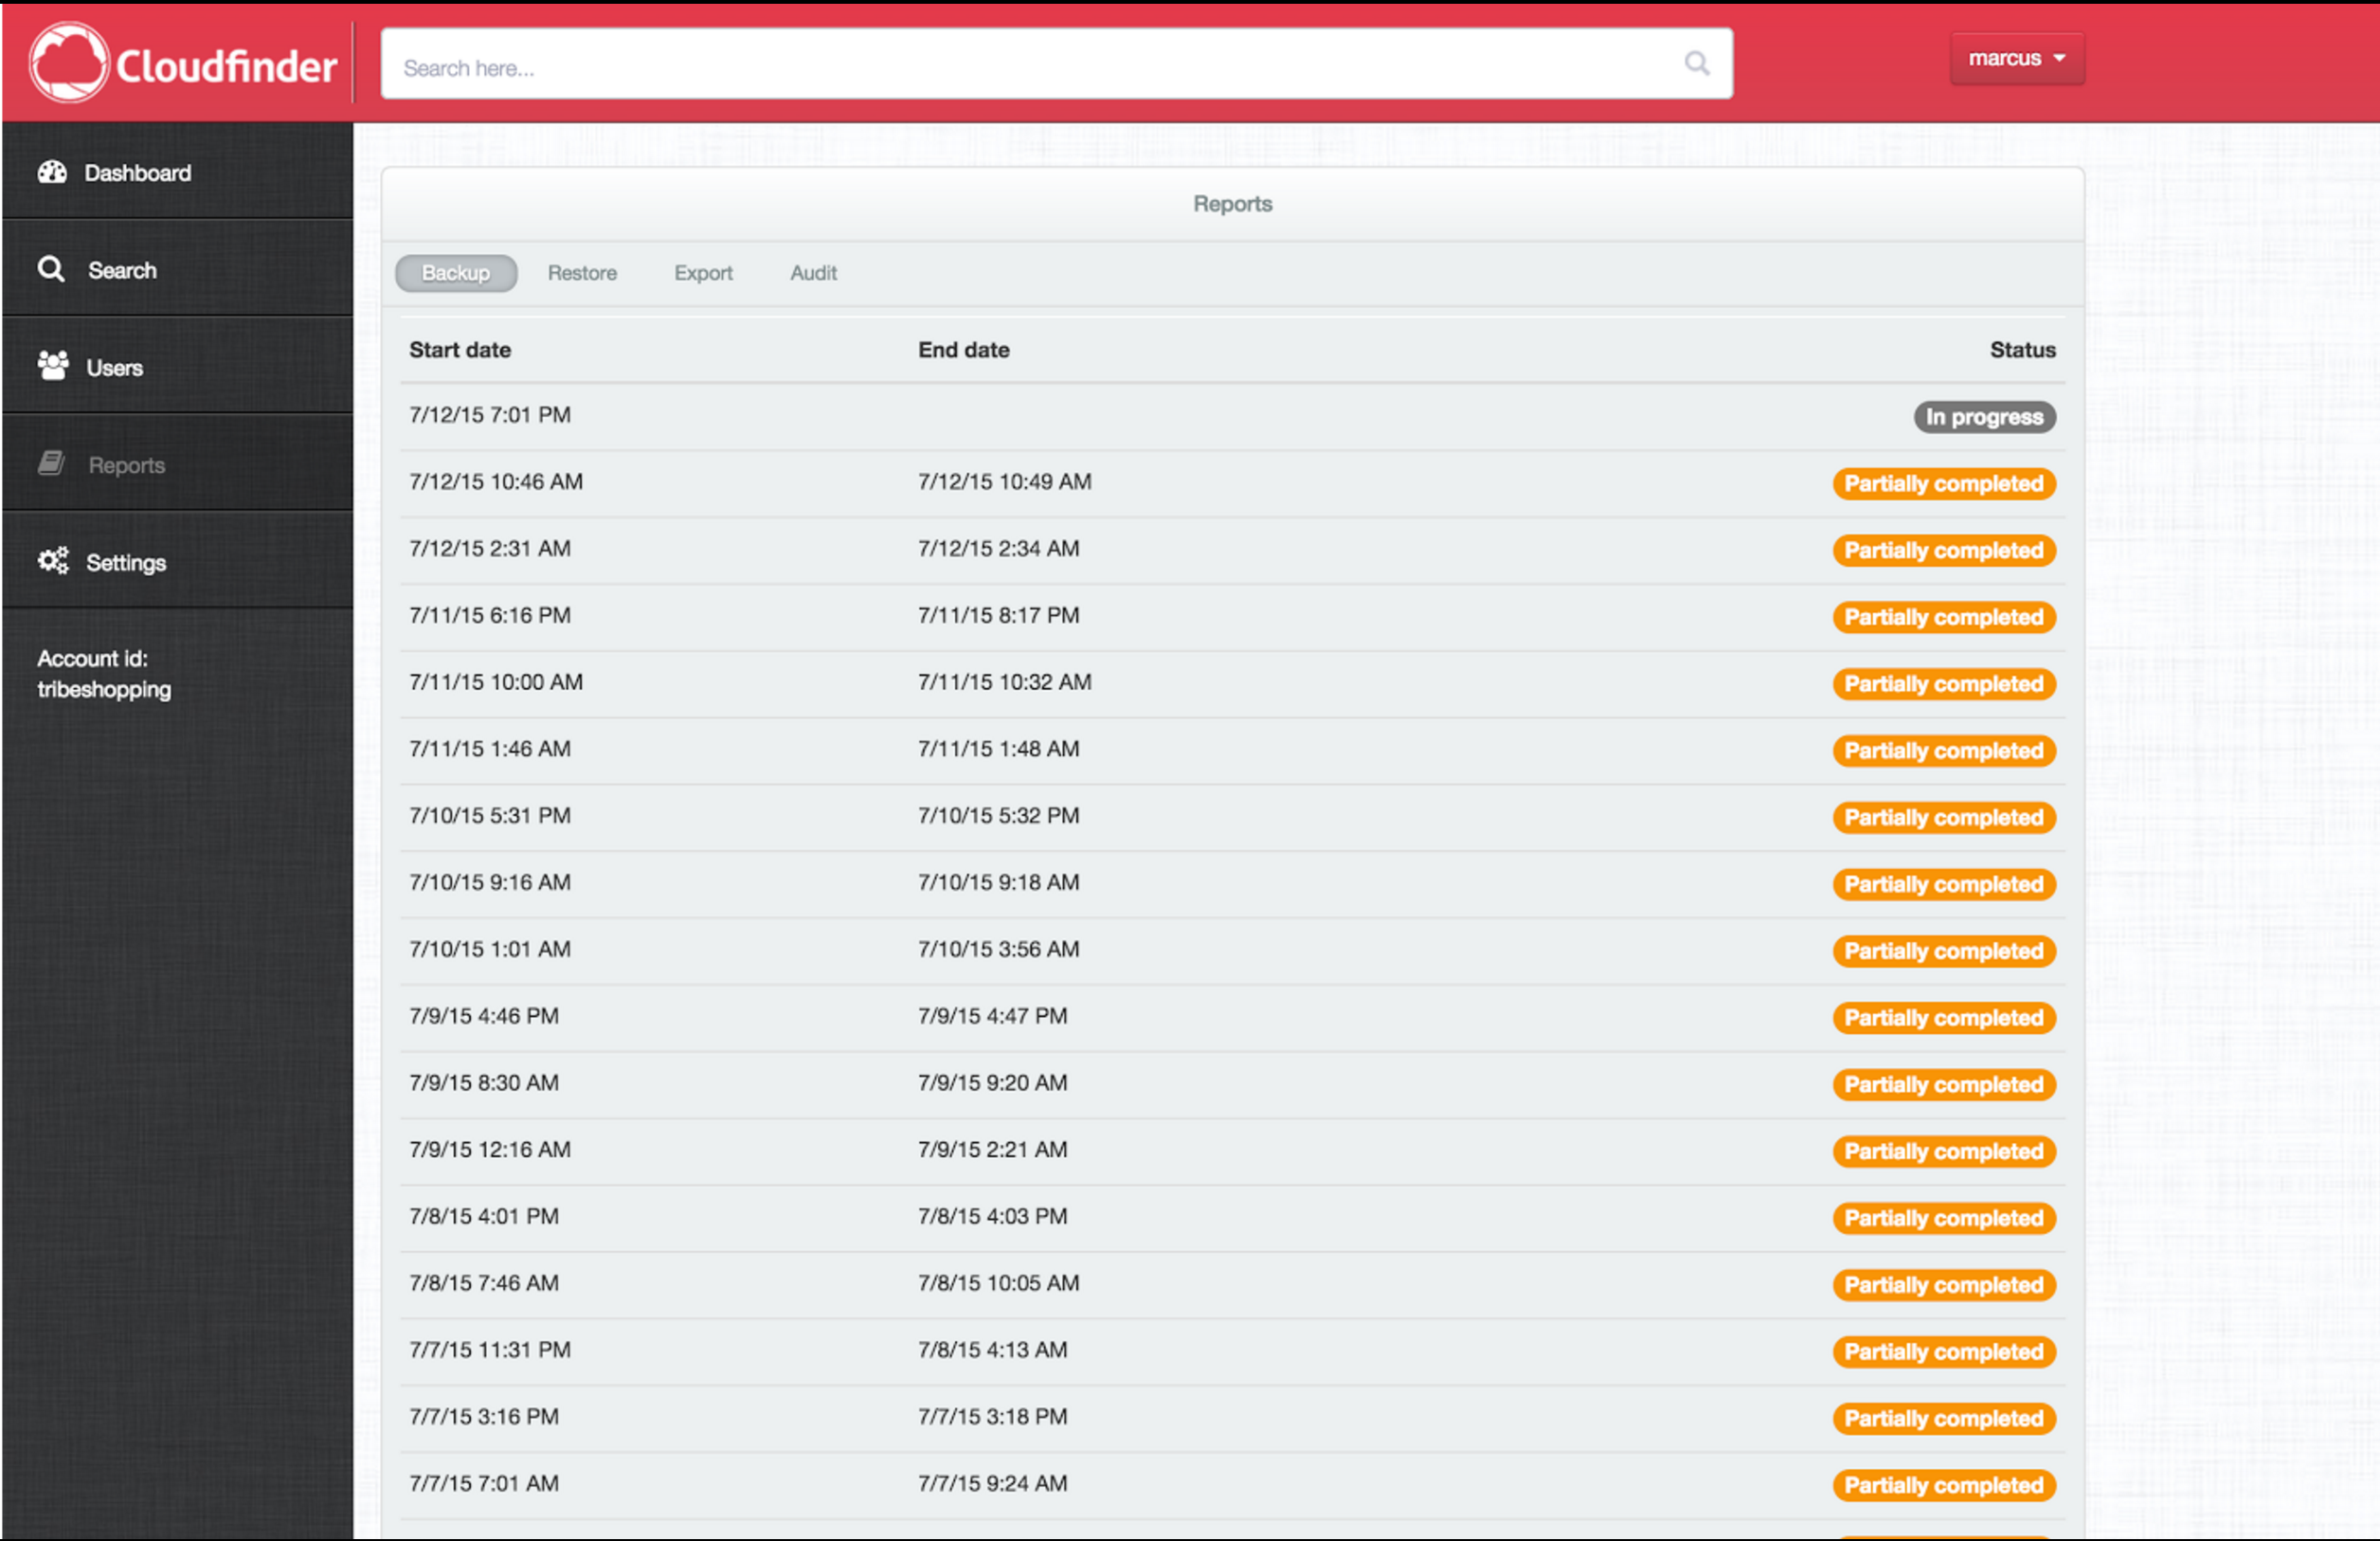 Cloudfinder
Search here...
marcus
Dashboard
Search
Users
Reports
Settings
Account id:
tribeshopping
Reports
Backup Restore Export Audit
Start date End date Status
7/12/15 7:01 PM In progress
7/12/15 10:46 AM 7/12/15 10:49 AM Partially completed
7/12/15 2:31 AM 7/12/15 2:34 AM Partially completed
7/11/15 6:16 PM 7/11/15 8:17 PM Partially completed
7/11/15 10:00 AM 7/11/15 10:32 AM Partially completed
7/11/15 1:46 AM 7/11/15 1:48 AM Partially completed
7/10/15 5:31 PM 7/10/15 5:32 PM Partially completed
7/10/15 9:16 AM 7/10/15 9:18 AM Partially completed
7/10/15 1:01 AM 7/10/15 3:56 AM Partially completed
7/9/15 4:46 PM 7/9/15 4:47 PM Partially completed
7/9/15 8:30 AM 7/9/15 9:20 AM Partially completed
7/9/15 12:16 AM 7/9/15 2:21 AM Partially completed
7/8/15 4:01 PM 7/8/15 4:03 PM Partially completed
7/8/15 7:46 AM 7/8/15 10:05 AM Partially completed
7/7/15 11:31 PM 7/8/15 4:13 AM Partially completed
7/7/15 3:16 PM 7/7/15 3:18 PM Partially completed
7/7/15 7:01 AM 7/7/15 9:24 AM Partially completed